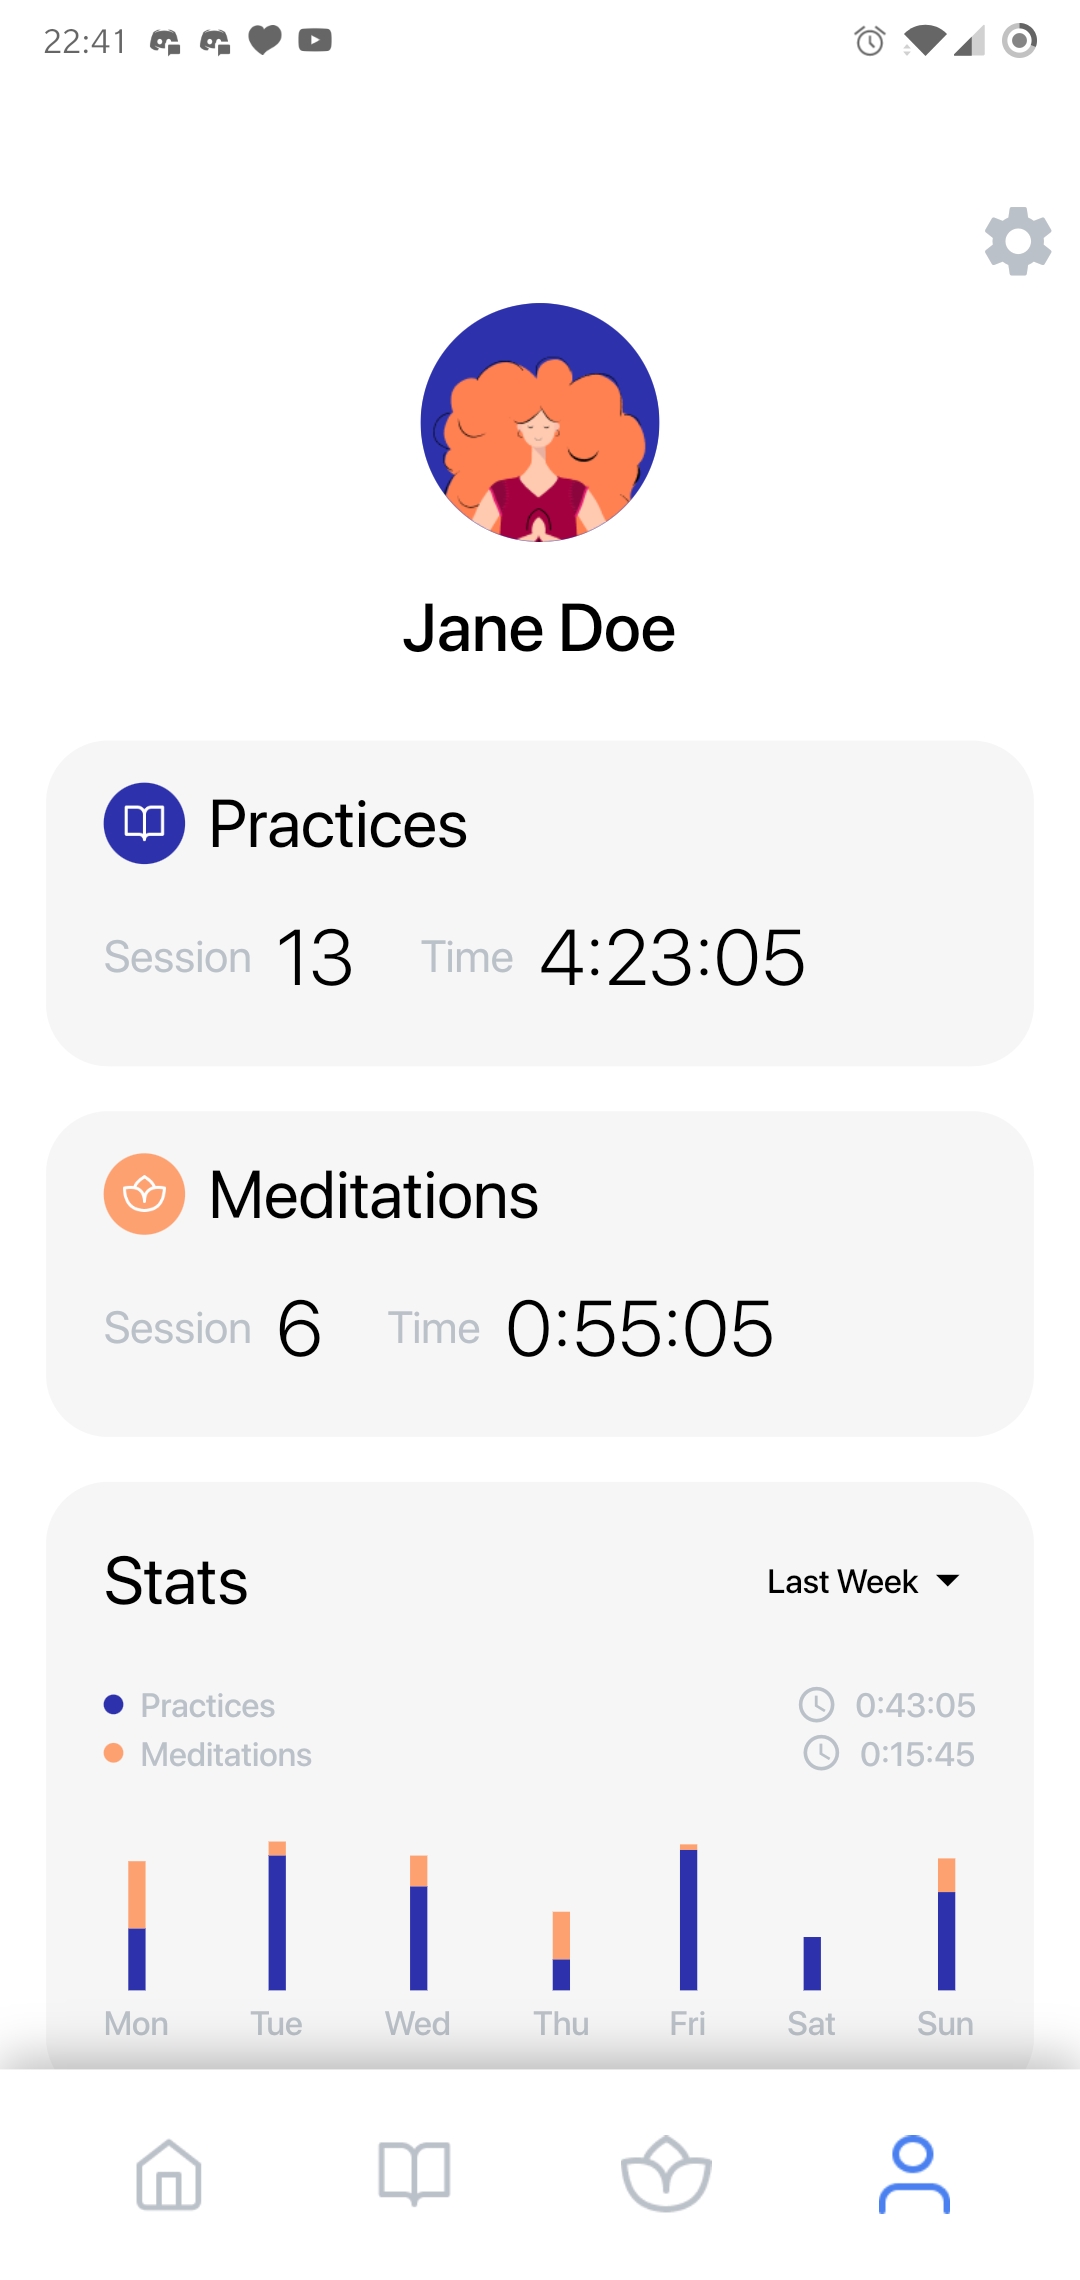 22:41
Jane Doe
Practices
Session 13 Time 4:23:05
Meditations
Session 6 Time 0:55:05
Stats
Last Week
Practices 0:43:05
Meditations 0:15:45
Mon Tue Wed Thu Fri Sat Sun